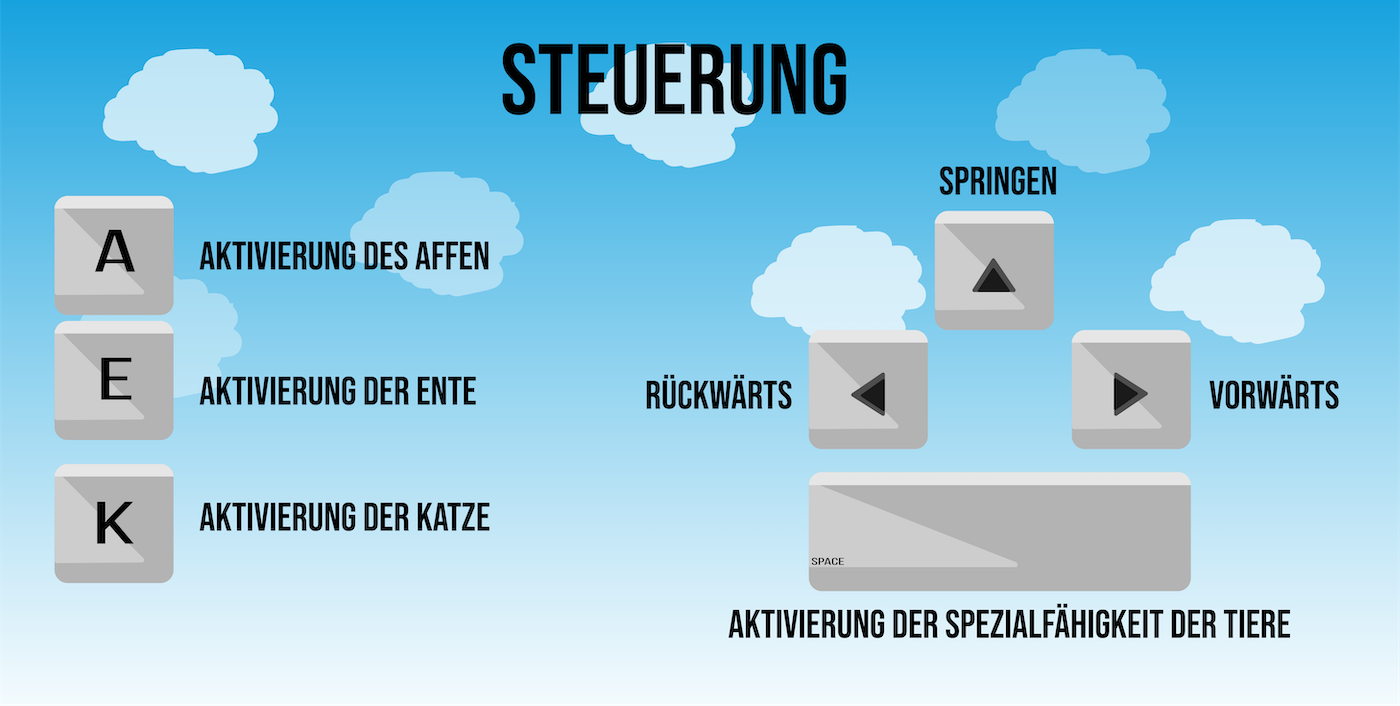 STEUERUNG
A
AKTIVIERUNG DES AFFEN
E
AKTIVIERUNG DER ENTE
K
AKTIVIERUNG DER KATZE
SPRINGEN
RÜCKWÄRTS
VORWÄRTS
SPACE
AKTIVIERUNG DER SPEZIALFÄHIGKEIT DER TIERE